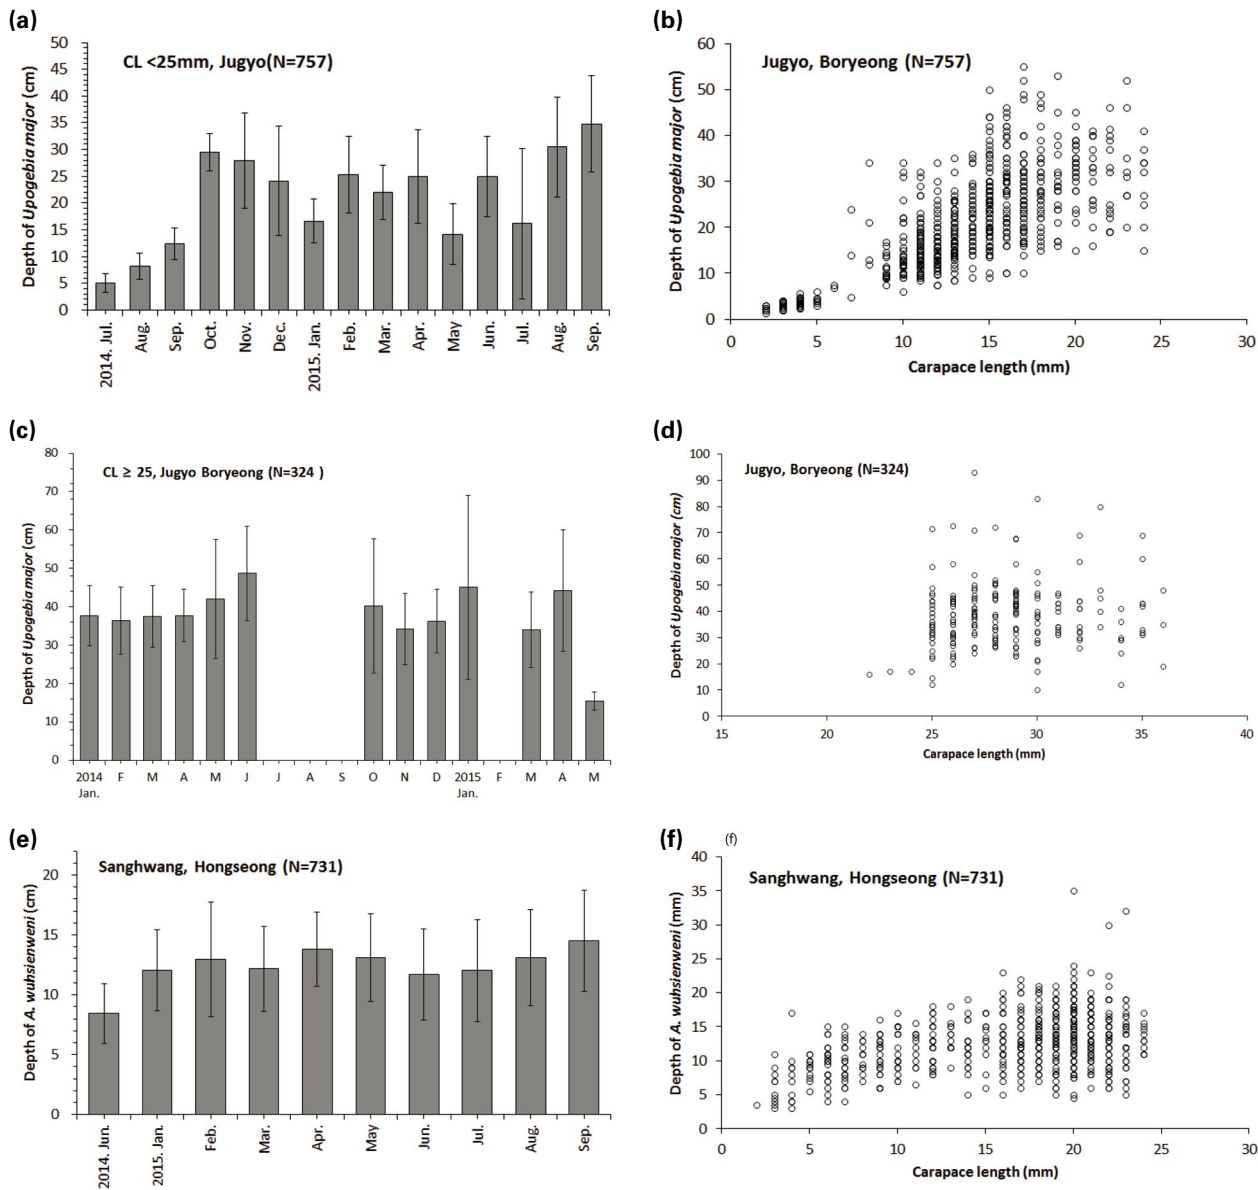 (a)
CL <25mm, Jugyo(N=757)
Depth of Upogebia major (cm)
50
45
40
35
30
25
20
15
10
5
0
2014. Jul.
Aug.
Sep.
Oct.
Nov.
Dec.
2015. Jan.
Feb.
Mar.
Apr.
May
Jun.
Jul.
Aug.
Sep.
(b)
Jugyo, Boryeong (N=757)
Depth of Upogebia major (cm)
60
50
40
30
20
10
0
0 5 10 15 20 25 30
Carapace length (mm)
(c)
CL ≥ 25, Jugyo Boryeong (N=324 )
Depth of Upogebia major (cm)
80
70
60
50
40
30
20
10
0
2014 F M A M J J A S O N D 2015 F M A M
Jan. Jan.
(d)
Jugyo, Boryeong (N=324)
Depth of Upogebia major (cm)
100
90
80
70
60
50
40
30
20
10
0
15 20 25 30 35 40
Carapace length (mm)
(e)
Sanghwang, Hongseong (N=731)
Depth of A. wuhsienweni (cm)
20
15
10
5
0
2014. Jun.
2015. Jan.
Feb.
Mar.
Apr.
May
Jun.
Jul.
Aug.
Sep.
(f)
(f)
Sanghwang, Hongseong (N=731)
Depth of A. wuhsienweni (mm)
40
35
30
25
20
15
10
5
0
0 5 10 15 20 25 30
Carapace length (mm)